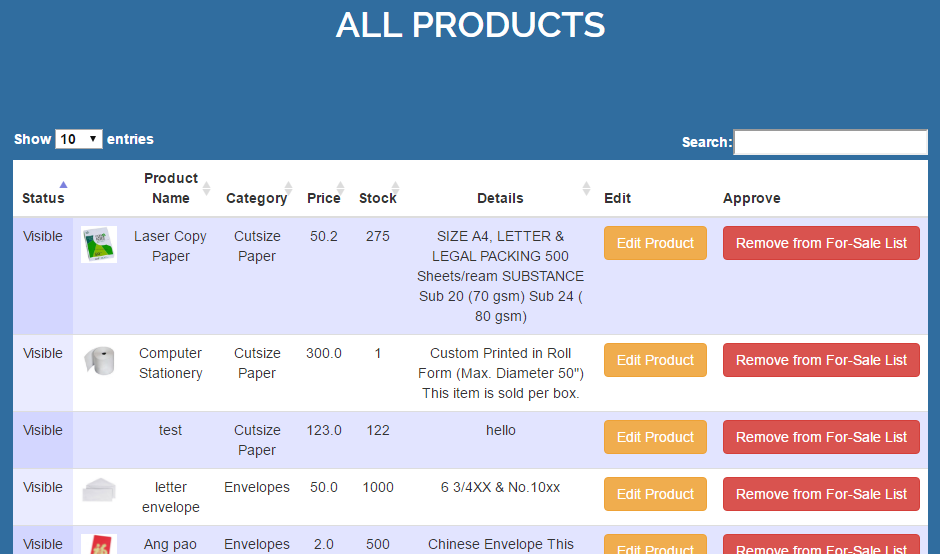 ALL PRODUCTS
Show 10 entries
Search:
Status Product Name Category Price Stock Details Edit Approve
Visible Laser Copy Cutsize 50.2 275 SIZE A4, LETTER & Edit Product Remove from For-Sale List
Paper Paper LEGAL PACKING 500
Sheets/ream SUBSTANCE
Sub 20 (70 gsm) Sub 24 (
80 gsm)
Visible Computer Cutsize 300.0 1 Custom Printed in Roll Edit Product Remove from For-Sale List
Stationery Paper Form (Max. Diameter 50")
This item is sold per box.
Visible test Cutsize 123.0 122 hello Edit Product Remove from For-Sale List
Paper
Visible letter Envelopes 50.0 1000 6 3/4XX & No.10xx Edit Product Remove from For-Sale List
envelope
Visible Ang pao Envelopes 2.0 500 Chinese Envelope This Edit Product Remove from For-Sale List